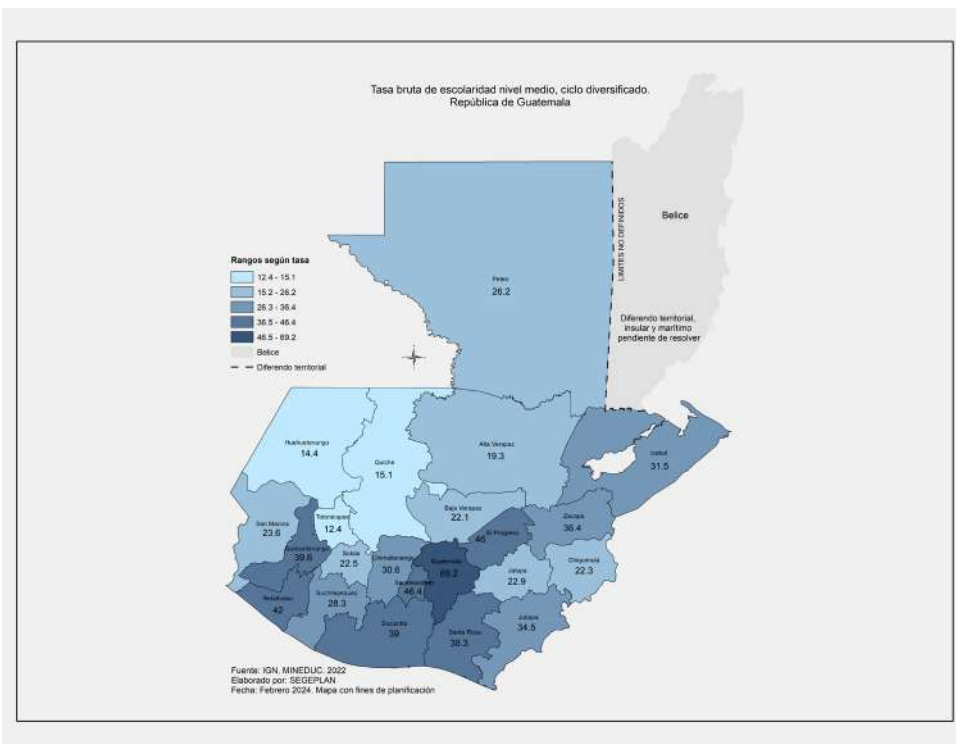 Tasa bruta de escolaridad nivel medio, ciclo diversificado.
República de Guatemala
Belice
LIMITES NO DEFINIDOS
Diferendo territorial,
insular y marítimo
pendiente de resolver
Rangos según tasa
12.4 - 15.1
15.2 - 26.2
26.3 - 36.4
36.5 - 46.4
46.5 - 69.2
Belice
Diferendo territorial
Petén
26.2
Huehuetenango
14.4
Quiché
15.1
Alta Verapaz
19.3
Izabal
31.5
San Marcos
23.6
Totonicapán
12.4
Baja Verapaz
22.1
El Progreso
46
Zacapa
36.4
Quetzaltenango
39.6
Sololá
22.5
Chimaltenango
30.6
Guatemala
69.2
Jalapa
22.9
Chiquimula
22.3
Retalhuleu
42
Suchitepéquez
28.3
Sacatepéquez
46.4
Escuintla
39
Santa Rosa
Jutiapa
34.5
Fuente: IGN, MINEDUC. 2022
Elaborado por: SEGEPLAN
Fecha: Febrero 2024. Mapa con fines de planificación